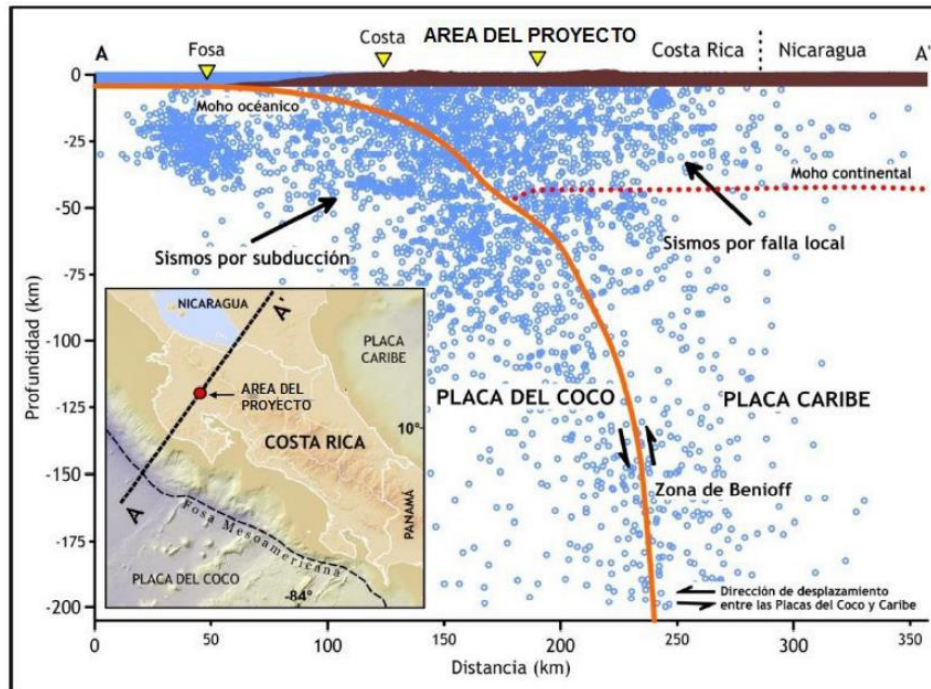 A
Fosa
Costa
AREA DEL PROYECTO
Costa Rica
Nicaragua
A'
0
Moho océanico
-25
Moho continental
-50
Sismos por subducción
Sismos por falla local
-75
-100
-125
-150
-175
-200
Profundidad (km)
NICARAGUA
A'
PLACA
CARIBE
AREA DEL
PROYECTO
10°
COSTA RICA
PANAMÁ
A
Fosa Mesoamericana
PLACA DEL COCO
-84°
PLACA DEL COCO
PLACA CARIBE
Zona de Benioff
Dirección de desplazamiento
entre las Placas del Coco y Caribe
0
50
100
150
200
250
300
350
Distancia (km)